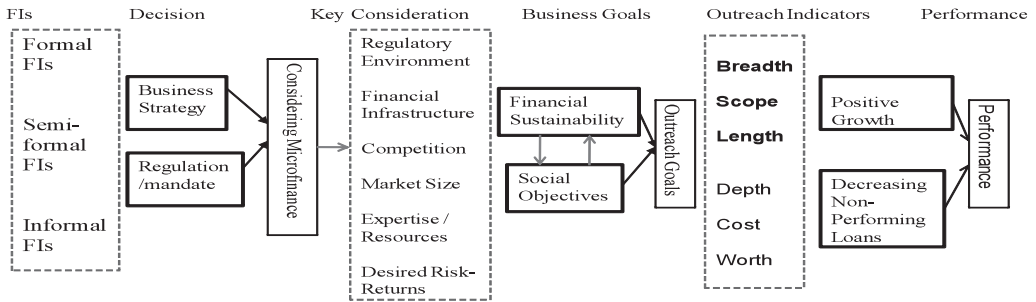 FIs
Decision
Key Consideration
Business Goals
Outreach Indicators
Performance
Formal
FIs
Semi-
formal
FIs
Informal
FIs
Business
Strategy
Regulation
/mandate
Considering Microfinance
Regulatory
Environment
Financial
Infrastructure
Competition
Market Size
Expertise /
Resources
Desired Risk-
Returns
Financial
Sustainability
Social
Objectives
Outreach Goals
Breadth
Scope
Length
Depth
Cost
Worth
Positive
Growth
Decreasing
Non-
Performing
Loans
Performance